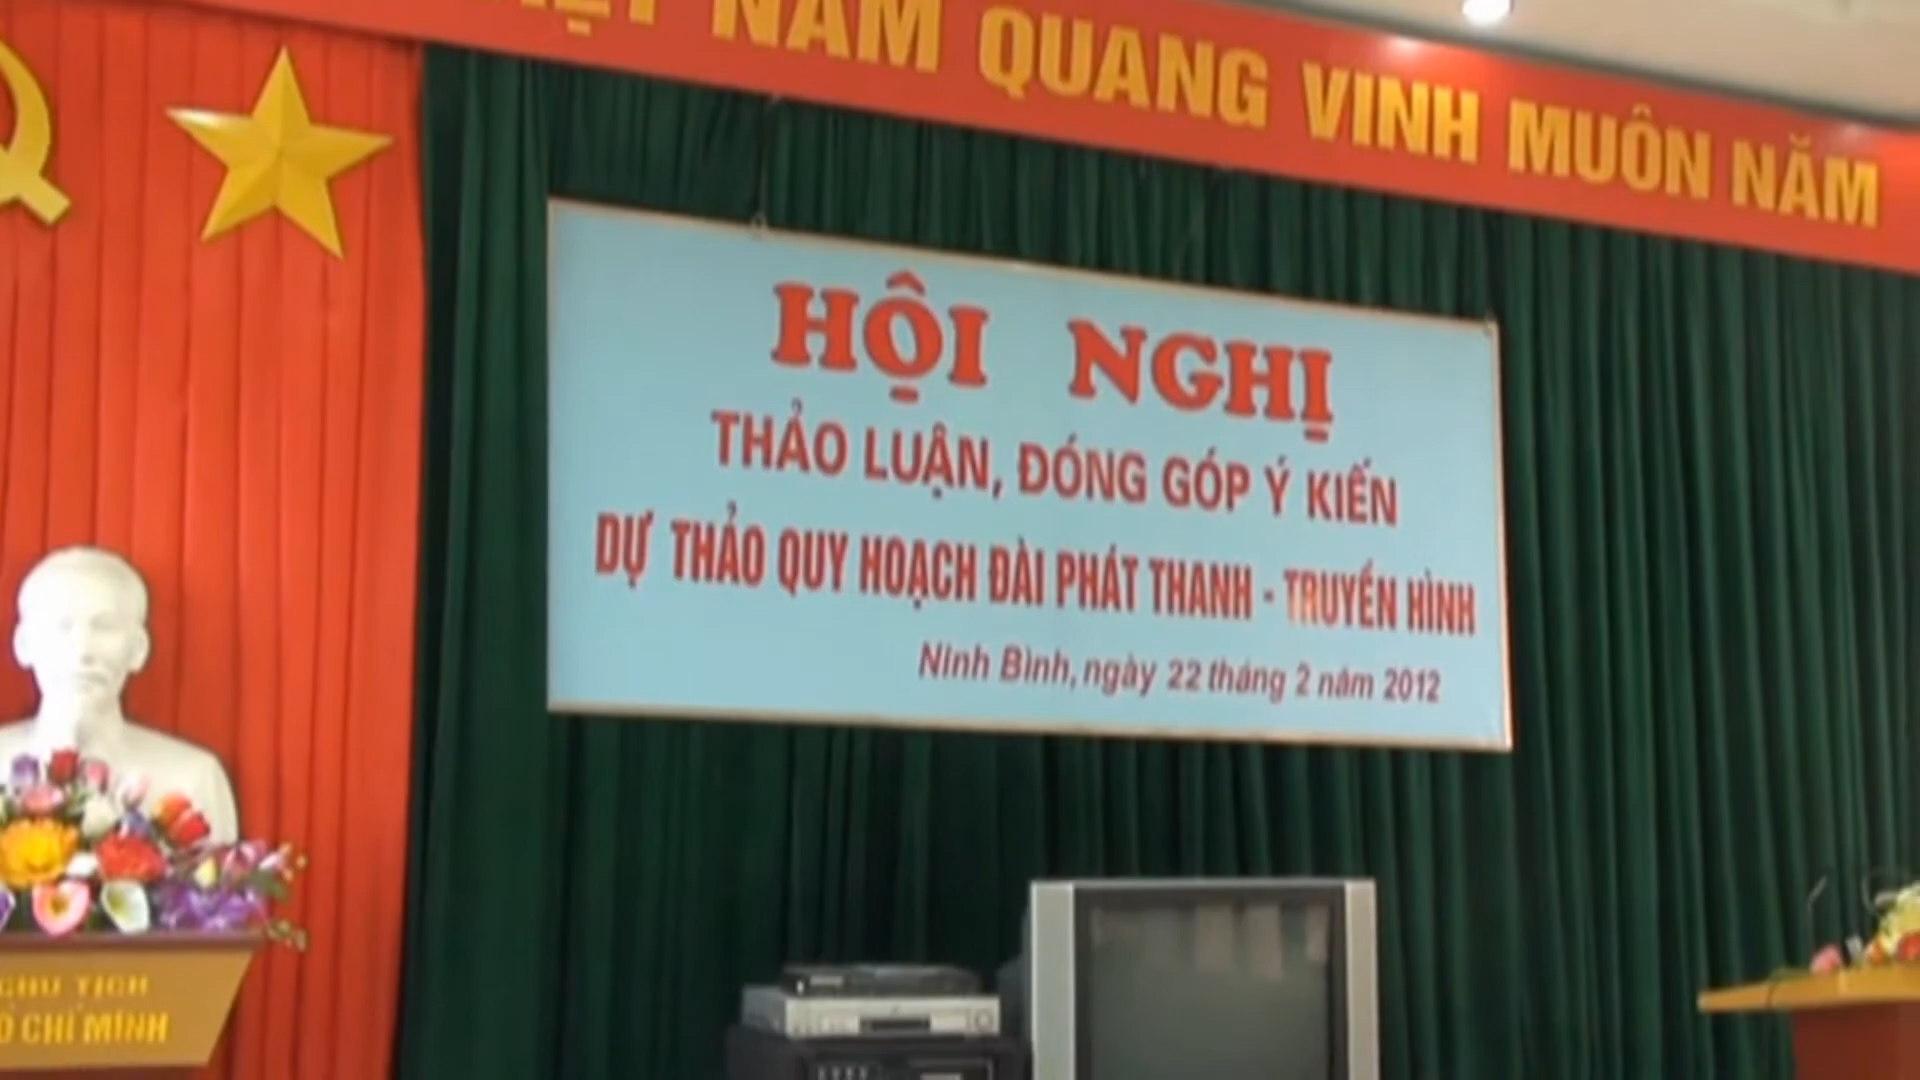 NAM QUANG VINH MUÔN NĂM
HỘI NGHỊ
THẢO LUẬN, ĐÓNG GÓP Ý KIẾN
DỰ THẢO QUY HOẠCH ĐÀI PHÁT THANH - TRUYỀN HÌNH
Ninh Bình, ngày 22 tháng 2 năm 2012
CHỦ TỊCH
HỒ CHÍ MINH